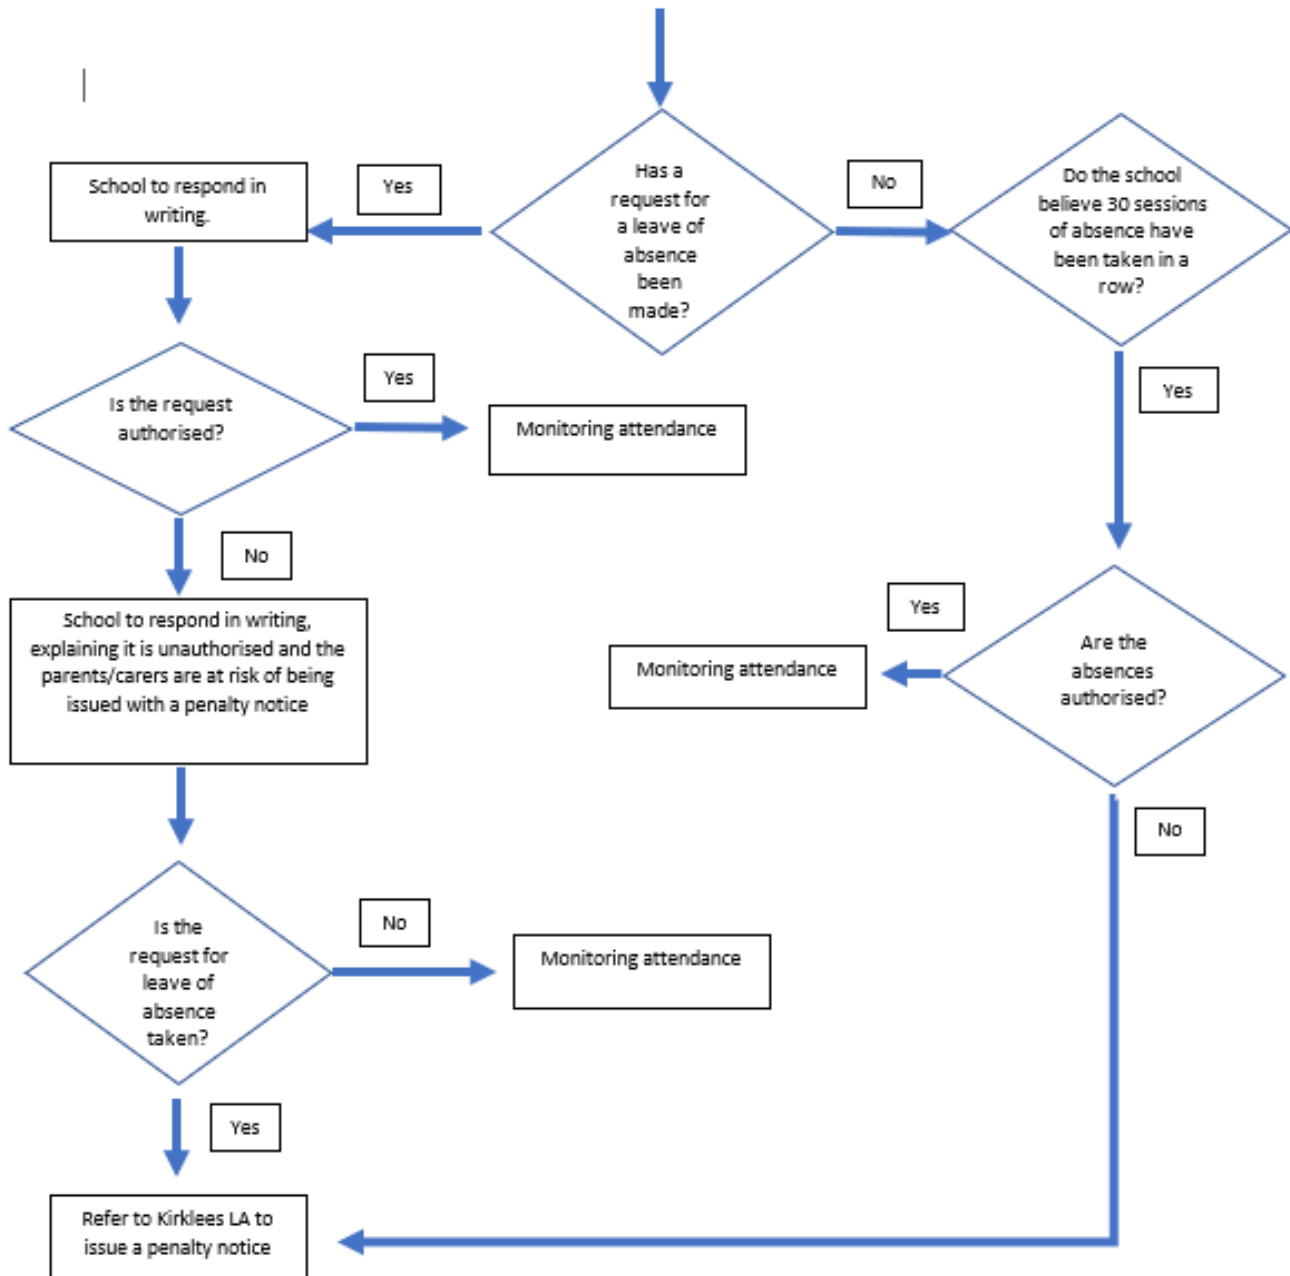 Has a
request for
a leave of
absence
been
made?
Yes
No
School to respond in
writing.
Do the school
believe 30 sessions
of absence have
been taken in a
row?
Is the request
authorised?
Yes
Monitoring attendance
Yes
No
School to respond in writing,
explaining it is unauthorised and the
parents/carers are at risk of being
issued with a penalty notice
Are the
absences
authorised?
Yes
Monitoring attendance
No
Is the
request for
leave of
absence
taken?
No
Monitoring attendance
Yes
Refer to Kirklees LA to
issue a penalty notice